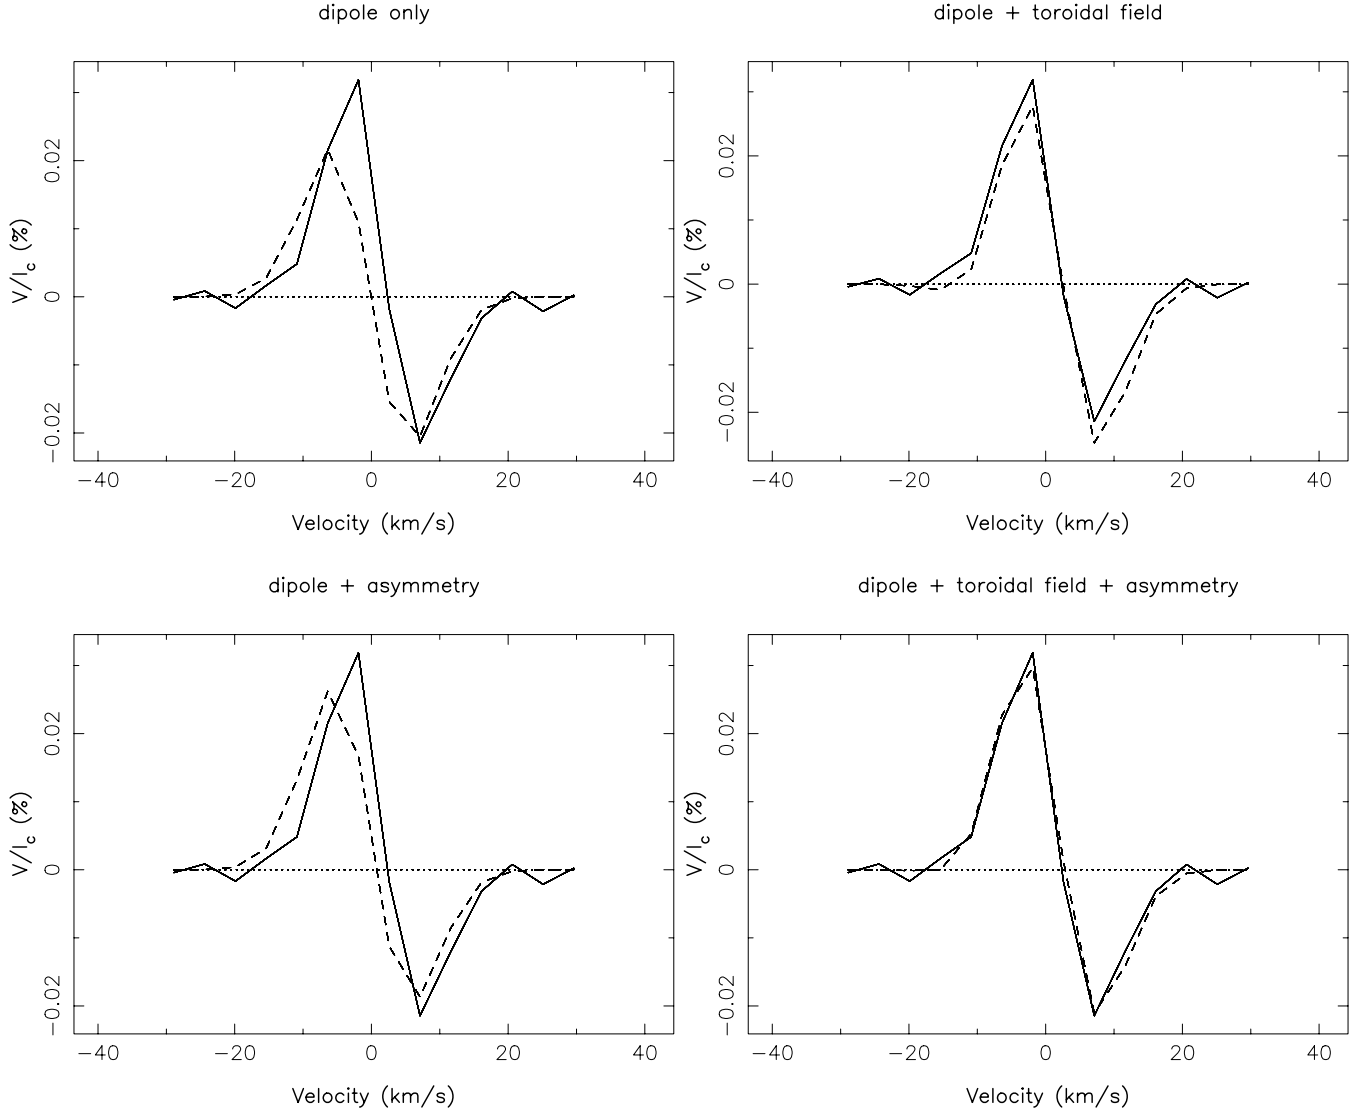 dipole only
dipole + toroidal field
V/I_c (%)
0.02
0
−0.02
−40
−20
0
20
40
Velocity (km/s)
V/I_c (%)
0.02
0
−0.02
−40
−20
0
20
40
Velocity (km/s)
dipole + asymmetry
dipole + toroidal field + asymmetry
V/I_c (%)
0.02
0
−0.02
−40
−20
0
20
40
Velocity (km/s)
V/I_c (%)
0.02
0
−0.02
−40
−20
0
20
40
Velocity (km/s)